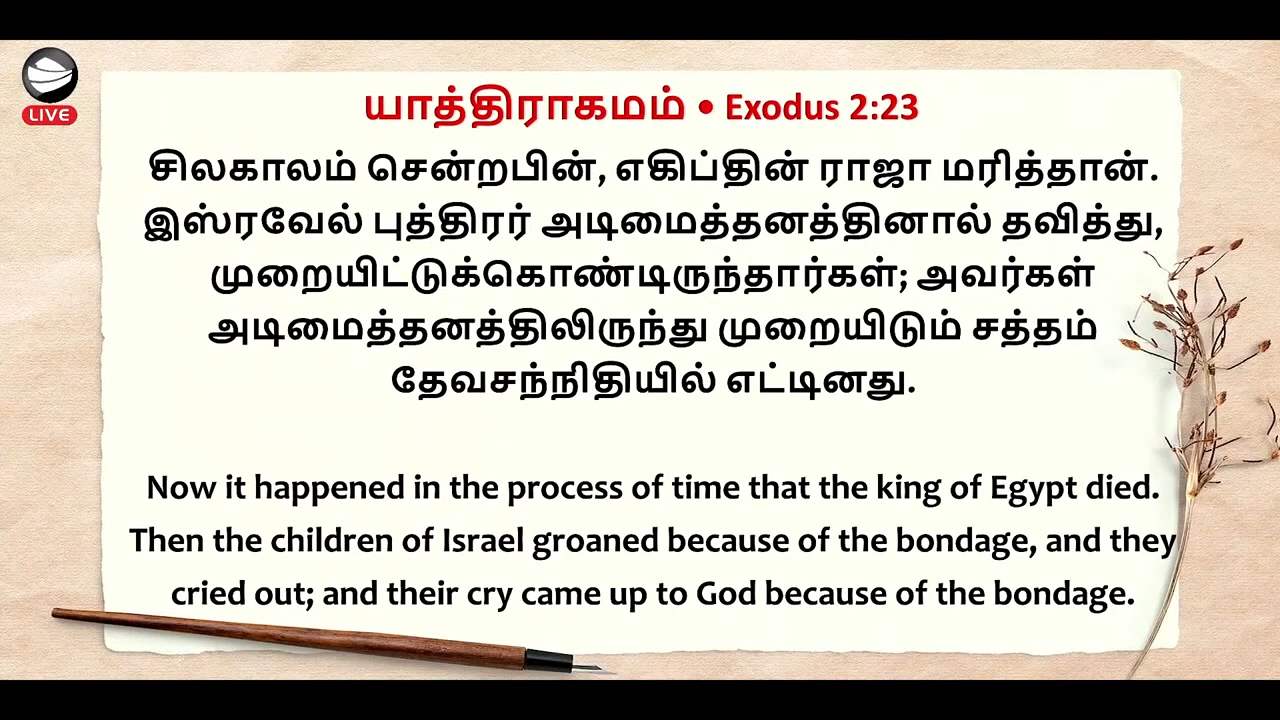 LIVE
யாத்திராகமம் • Exodus 2:23
சிலகாலம் சென்றபின், எகிப்தின் ராஜா மரித்தான்.
இஸ்ரவேல் புத்திரர் அடிமைத்தனத்தினால் தவித்து,
முறையிட்டுக்கொண்டிருந்தார்கள்; அவர்கள்
அடிமைத்தனத்திலிருந்து முறையிடும் சத்தம்
தேவசந்நிதியில் எட்டினது.
Now it happened in the process of time that the king of Egypt died.
Then the children of Israel groaned because of the bondage, and they
cried out; and their cry came up to God because of the bondage.